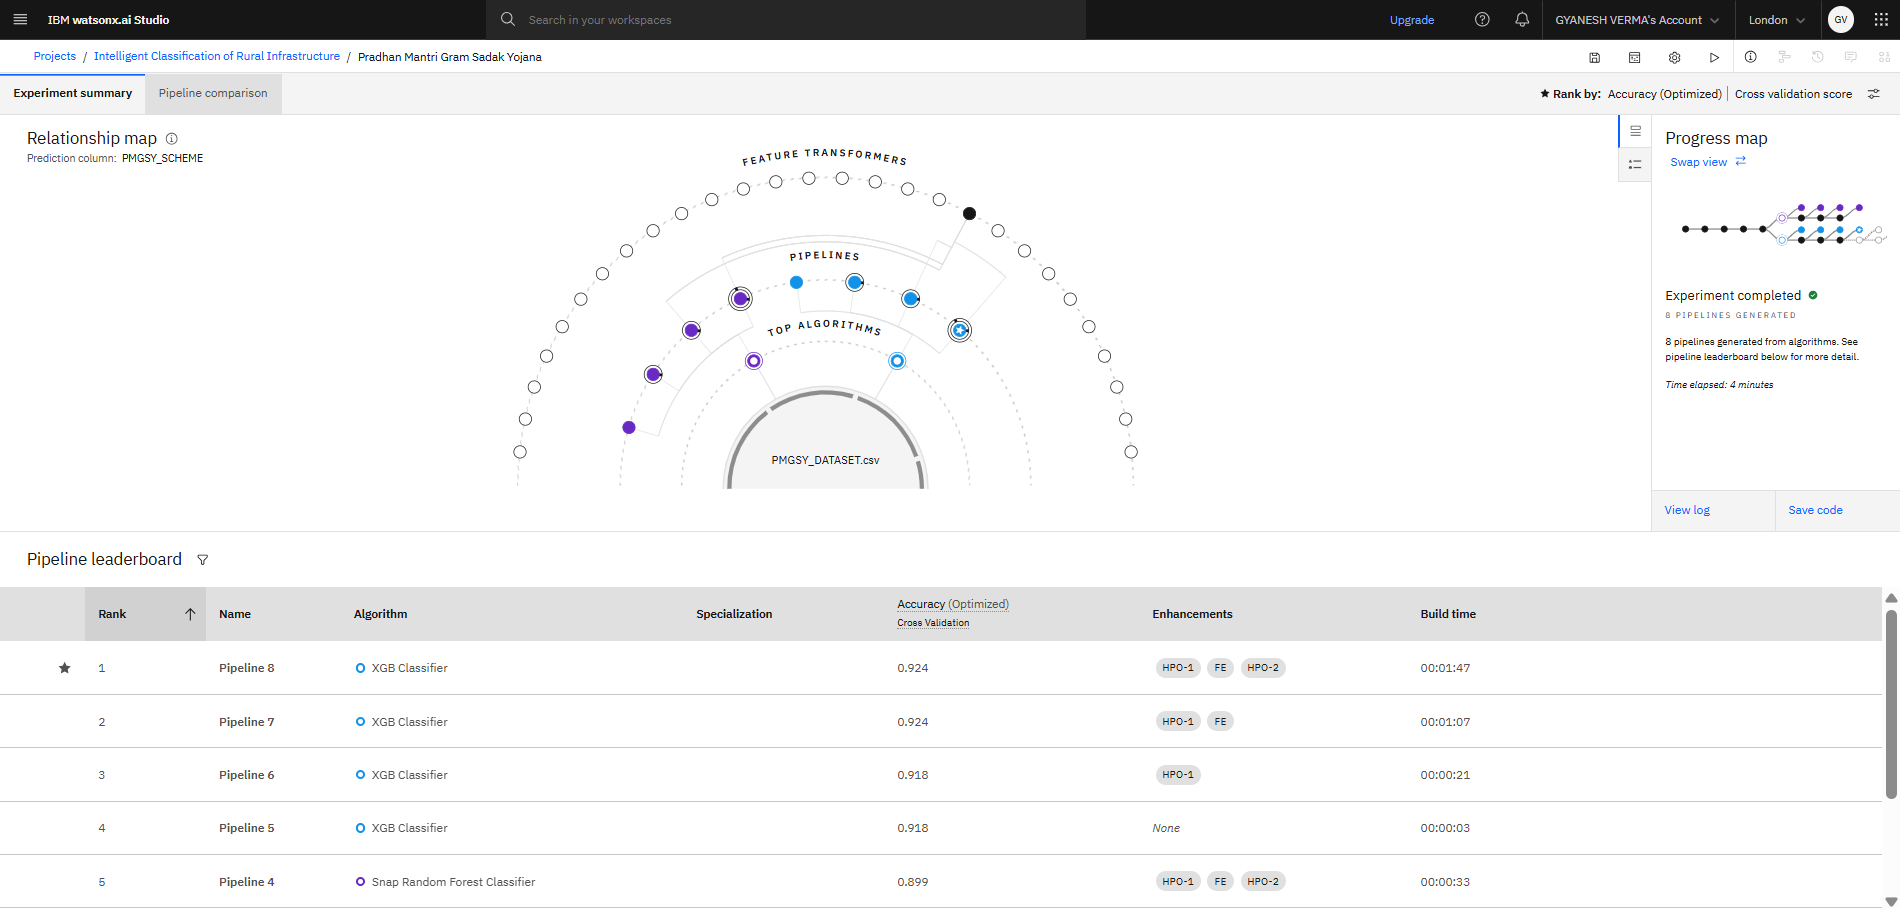 IBM watsonx.ai Studio
Search in your workspaces
Upgrade
GYANESH VERMA's Account
London
GV
Projects / Intelligent Classification of Rural Infrastructure / Pradhan Mantri Gram Sadak Yojana
Experiment summary
Pipeline comparison
Rank by: Accuracy (Optimized) | Cross validation score
Relationship map
Prediction column: PMGSY_SCHEME
FEATURE TRANSFORMERS
PIPELINES
TOP ALGORITHMS
PMGSY_DATASET.csv
Progress map
Swap view
Experiment completed
8 PIPELINES GENERATED
8 pipelines generated from algorithms. See
pipeline leaderboard below for more detail.
Time elapsed: 4 minutes
View log
Save code
Pipeline leaderboard
Rank Name Algorithm Specialization Accuracy (Optimized) Enhancements Build time
Cross Validation
1 Pipeline 8 XGB Classifier 0.924 HPO-1 FE HPO-2 00:01:47
2 Pipeline 7 XGB Classifier 0.924 HPO-1 FE 00:01:07
3 Pipeline 6 XGB Classifier 0.918 HPO-1 00:00:21
4 Pipeline 5 XGB Classifier 0.918 None 00:00:03
5 Pipeline 4 Snap Random Forest Classifier 0.899 HPO-1 FE HPO-2 00:00:33